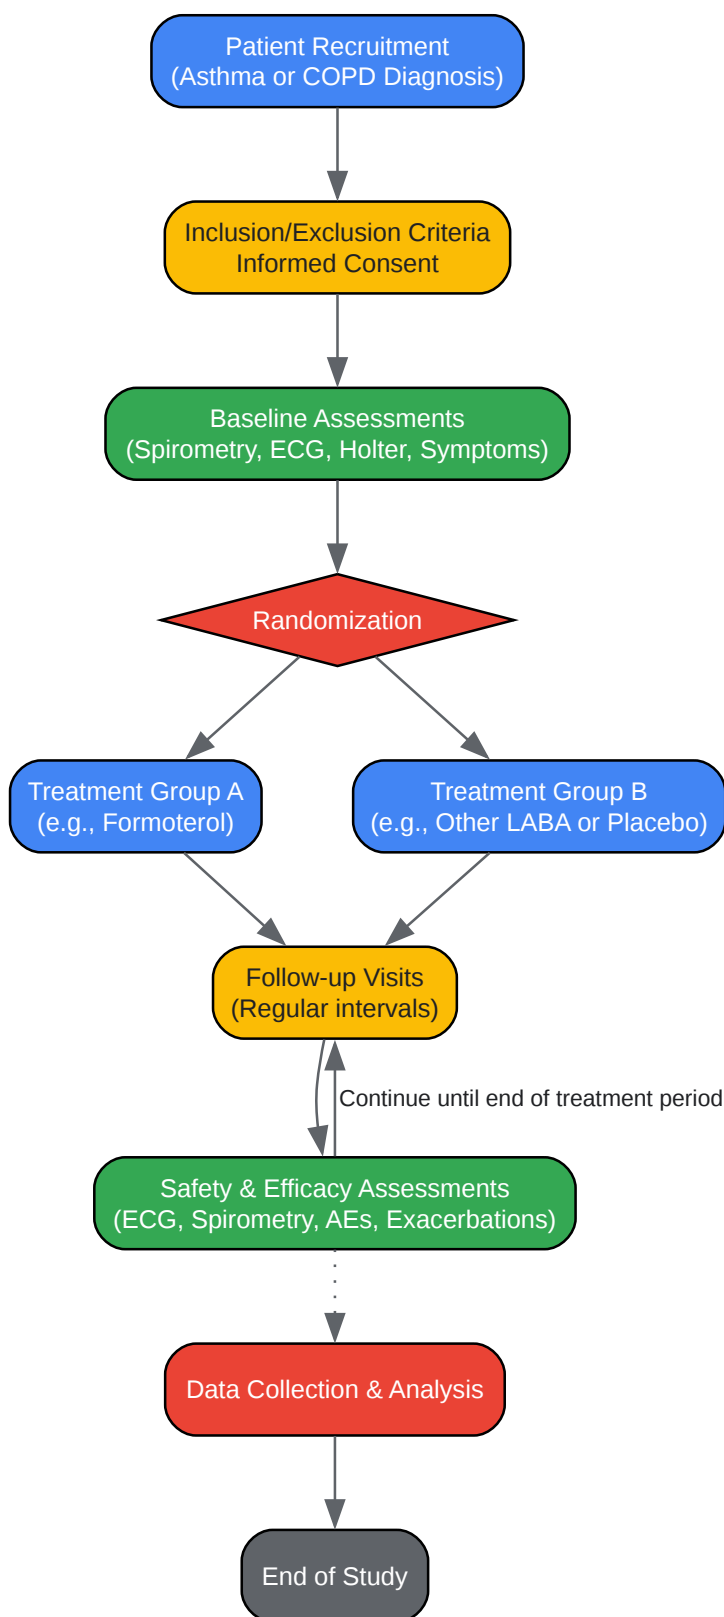 Patient Recruitment
(Asthma or COPD Diagnosis)
Inclusion/Exclusion Criteria
Informed Consent
Baseline Assessments
(Spirometry, ECG, Holter, Symptoms)
Randomization
Treatment Group A
(e.g., Formoterol)
Treatment Group B
(e.g., Other LABA or Placebo)
Follow-up Visits
(Regular intervals)
Continue until end of treatment period
Safety & Efficacy Assessments
(ECG, Spirometry, AEs, Exacerbations)
Data Collection & Analysis
End of Study